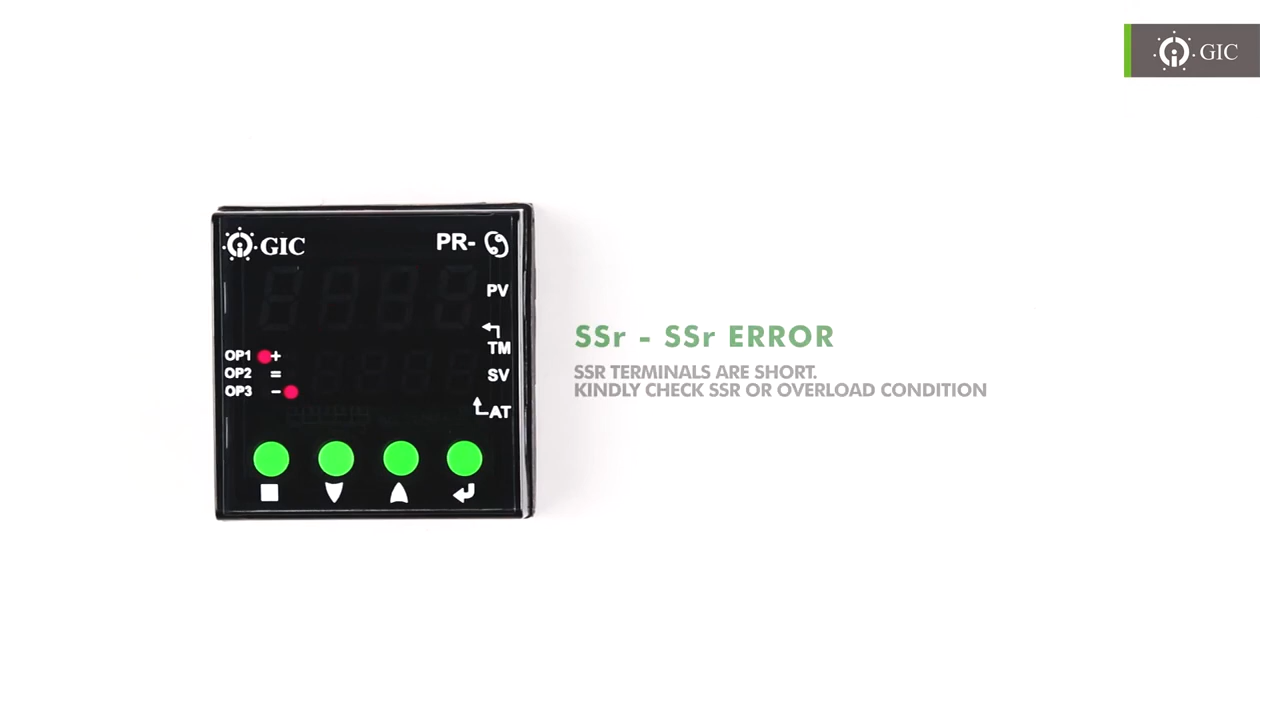 GIC
GIC PR-
PV
TM
OP1 +
OP2 =
SV
OP3 -
AT
SSr - SSr ERROR
SSR TERMINALS ARE SHORT.
KINDLY CHECK SSR OR OVERLOAD CONDITION